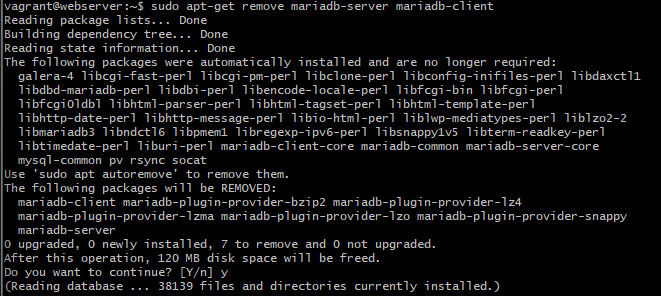 vagrant@webserver:~$ sudo apt-get remove mariadb-server mariadb-client
Reading package lists... Done
Building dependency tree... Done
Reading state information... Done
The following packages were automatically installed and are no longer required:
  galera-4 libcgi-fast-perl libcgi-pm-perl libclone-perl libconfig-inifiles-perl libdaxctl1
  libdbd-mariadb-perl libdbi-perl libencode-locale-perl libfcgi-bin libfcgi-perl
  libfcgi0ldbl libhtml-parser-perl libhtml-tagset-perl libhtml-template-perl
  libhttp-date-perl libhttp-message-perl libio-html-perl liblwp-mediatypes-perl liblzo2-2
  libmariadb3 libndctl6 libpmem1 libregexp-ipv6-perl libsnappy1v5 libterm-readkey-perl
  libtimedate-perl liburi-perl mariadb-client-core mariadb-common mariadb-server-core
  mysql-common pv rsync socat
Use 'sudo apt autoremove' to remove them.
The following packages will be REMOVED:
  mariadb-client mariadb-plugin-provider-bzip2 mariadb-plugin-provider-lz4
  mariadb-plugin-provider-lzma mariadb-plugin-provider-lzo mariadb-plugin-provider-snappy
  mariadb-server
0 upgraded, 0 newly installed, 7 to remove and 0 not upgraded.
After this operation, 120 MB disk space will be freed.
Do you want to continue? [Y/n] y
(Reading database ... 38139 files and directories currently installed.)